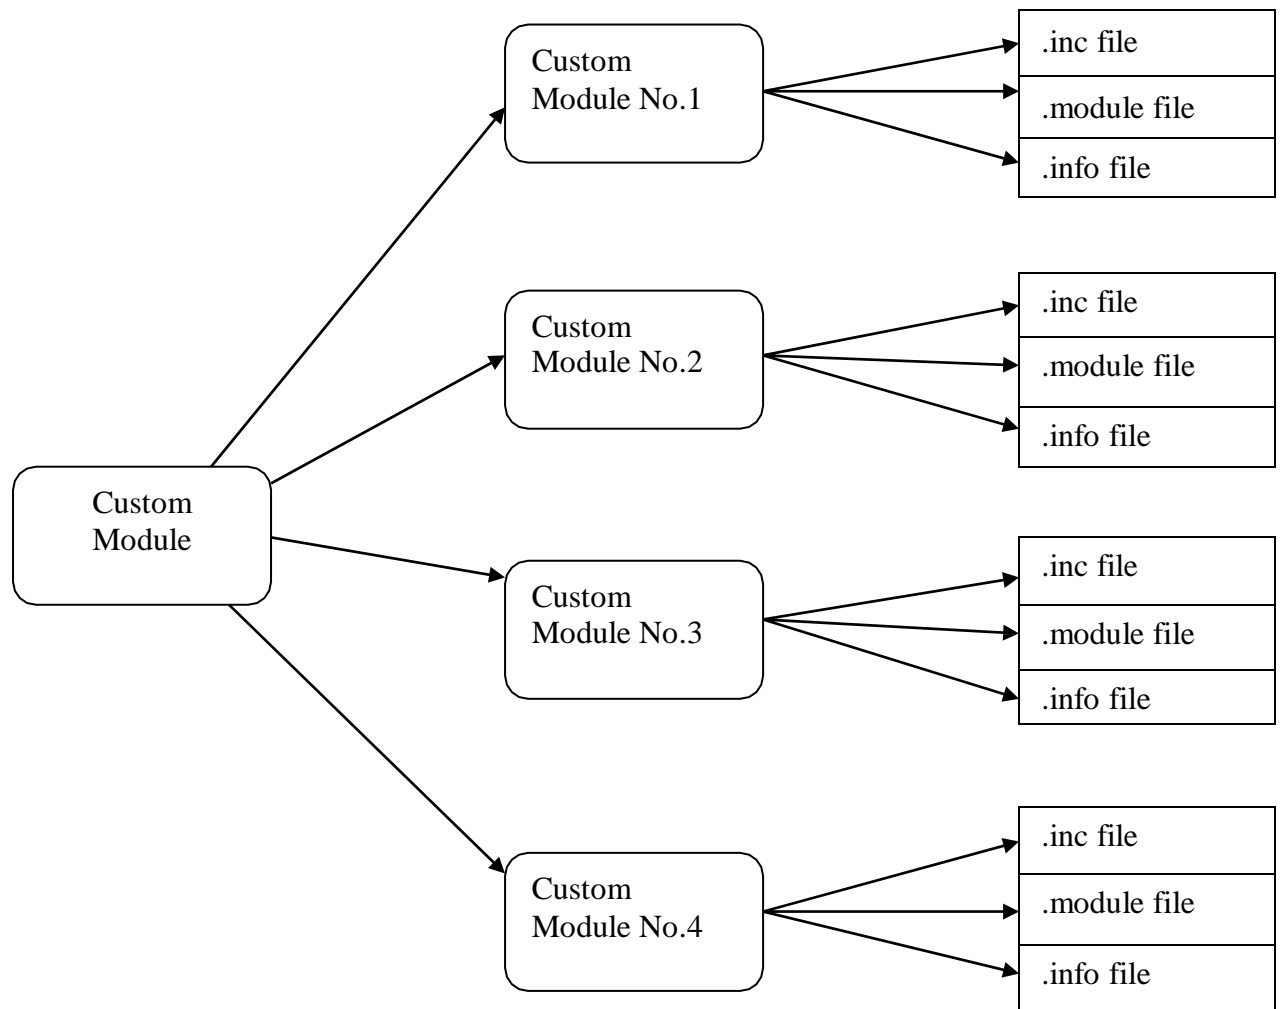 Custom
Module No.1
.inc file
.module file
.info file
Custom
Module No.2
.inc file
.module file
.info file
Custom
Module
Custom
Module No.3
.inc file
.module file
.info file
Custom
Module No.4
.inc file
.module file
.info file